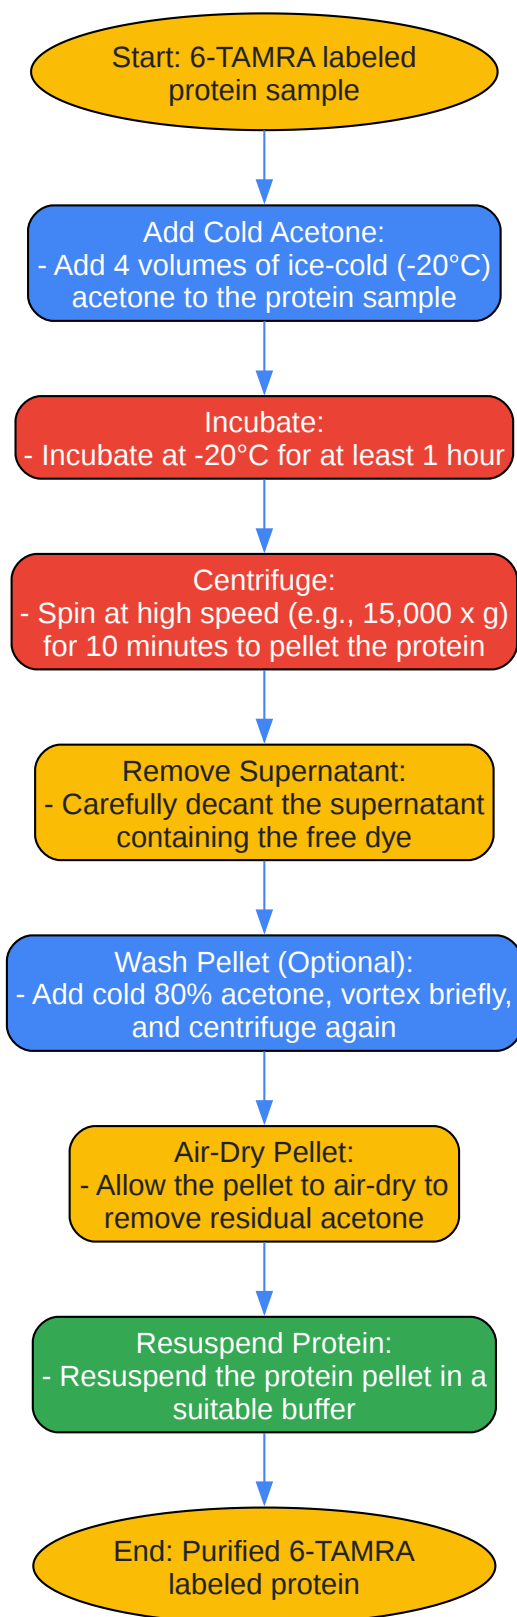 Start: 6-TAMRA labeled
protein sample
Add Cold Acetone:
- Add 4 volumes of ice-cold (-20°C)
acetone to the protein sample
Incubate:
- Incubate at -20°C for at least 1 hour
Centrifuge:
- Spin at high speed (e.g., 15,000 x g)
for 10 minutes to pellet the protein
Remove Supernatant:
- Carefully decant the supernatant
containing the free dye
Wash Pellet (Optional):
- Add cold 80% acetone, vortex briefly,
and centrifuge again
Air-Dry Pellet:
- Allow the pellet to air-dry to
remove residual acetone
Resuspend Protein:
- Resuspend the protein pellet in a
suitable buffer
End: Purified 6-TAMRA
labeled protein